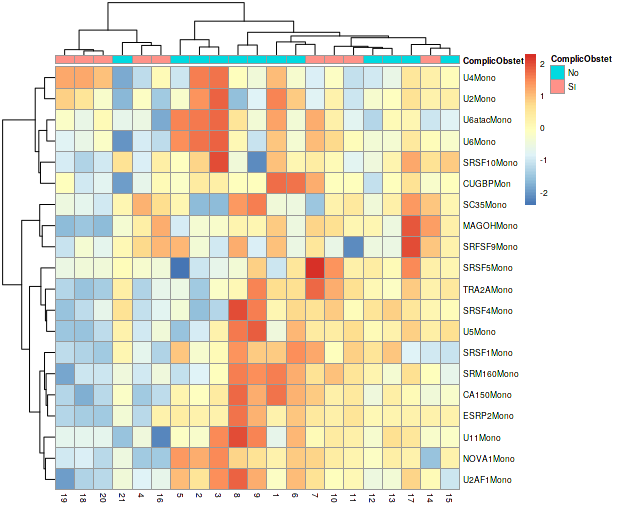 ComplicObstet
U4Mono
U2Mono
U6atacMono
U6Mono
SRSF10Mono
CUGBPMon
SC35Mono
MAGOHMono
SRFSF9Mono
SRSF5Mono
TRA2AMono
SRSF4Mono
U5Mono
SRSF1Mono
SRM160Mono
CA150Mono
ESRP2Mono
U11Mono
NOVA1Mono
U2AF1Mono
19 18 20 21 4 16 5 2 3 8 9 1 6 7 10 11 12 13 17 14 15
2
1
0
-1
-2
ComplicObstet
No
SI